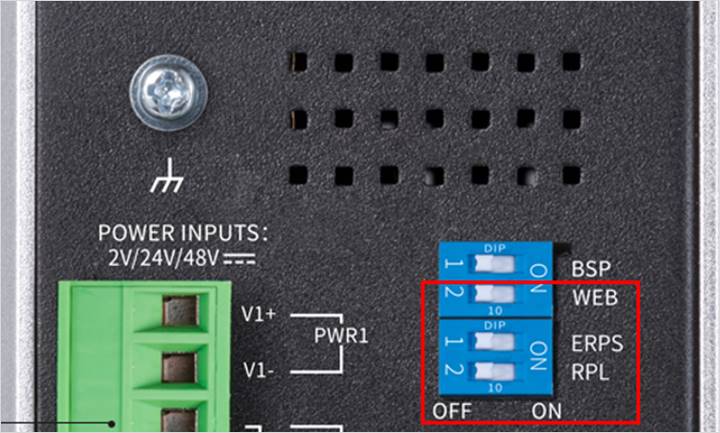 POWER INPUTS:
2V/24V/48V
V1+
PWR1
V1-
DIP
1
2
ON
10
BSP
WEB
DIP
1
2
ON
10
ERPS
RPL
OFF
ON